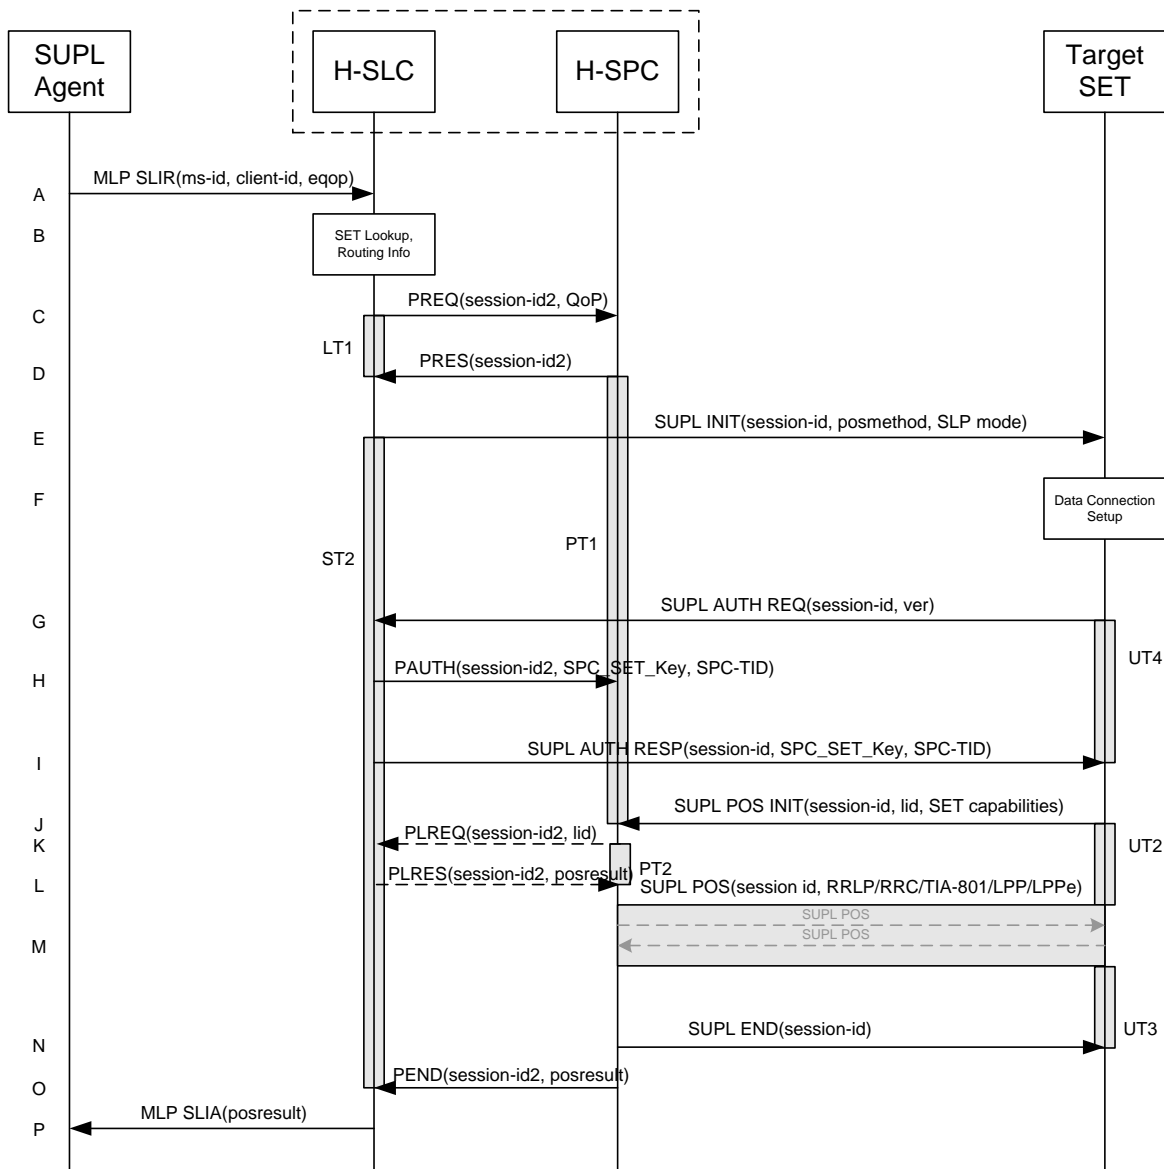 SUPL
Agent
H-SLC
H-SPC
Target
SET
A
MLP SLIR(ms-id, client-id, eqop)
B
SET Lookup,
Routing Info
C
PREQ(session-id2, QoP)
LT1
D
PRES(session-id2)
E
SUPL INIT(session-id, posmethod, SLP mode)
F
Data Connection
Setup
ST2
PT1
G
SUPL AUTH REQ(session-id, ver)
UT4
H
PAUTH(session-id2, SPC_SET_Key, SPC-TID)
I
SUPL AUTH RESP(session-id, SPC_SET_Key, SPC-TID)
J
SUPL POS INIT(session-id, lid, SET capabilities)
K
PLREQ(session-id2, lid)
UT2
L
PLRES(session-id2, posresult)
PT2
SUPL POS(session id, RRLP/RRC/TIA-801/LPP/LPPe)
SUPL POS
SUPL POS
M
N
SUPL END(session-id)
UT3
O
PEND(session-id2, posresult)
P
MLP SLIA(posresult)